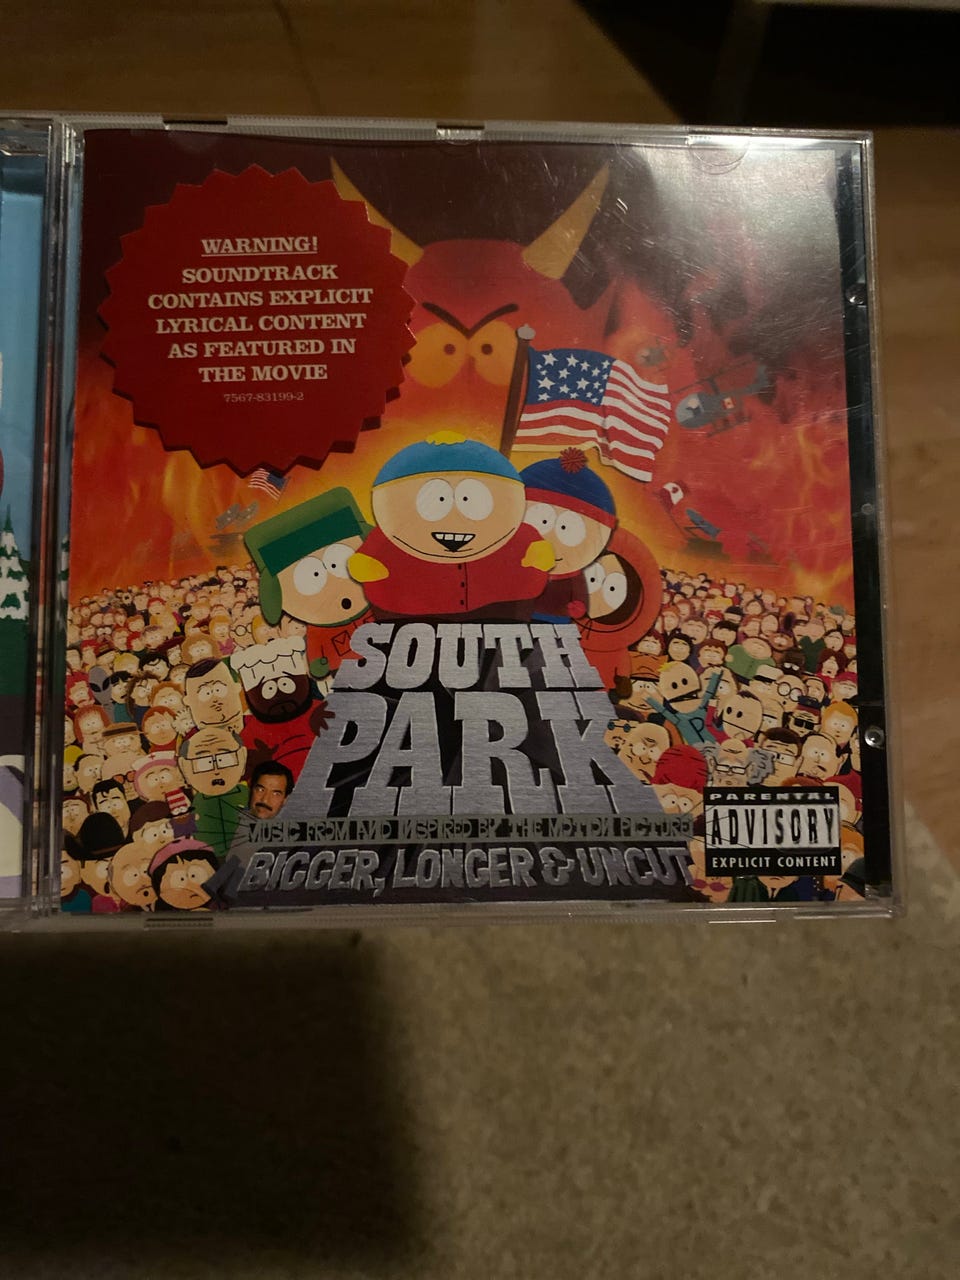 WARNING!
SOUNDTRACK
CONTAINS EXPLICIT
LYRICAL CONTENT
AS FEATURED IN
THE MOVIE
7567-83199-2
SOUTH
PARK
MUSIC FROM AND INSPIRED BY THE MOTION PICTURE
BIGGER, LONGER & UNCUT
PARENTAL
ADVISORY
EXPLICIT CONTENT